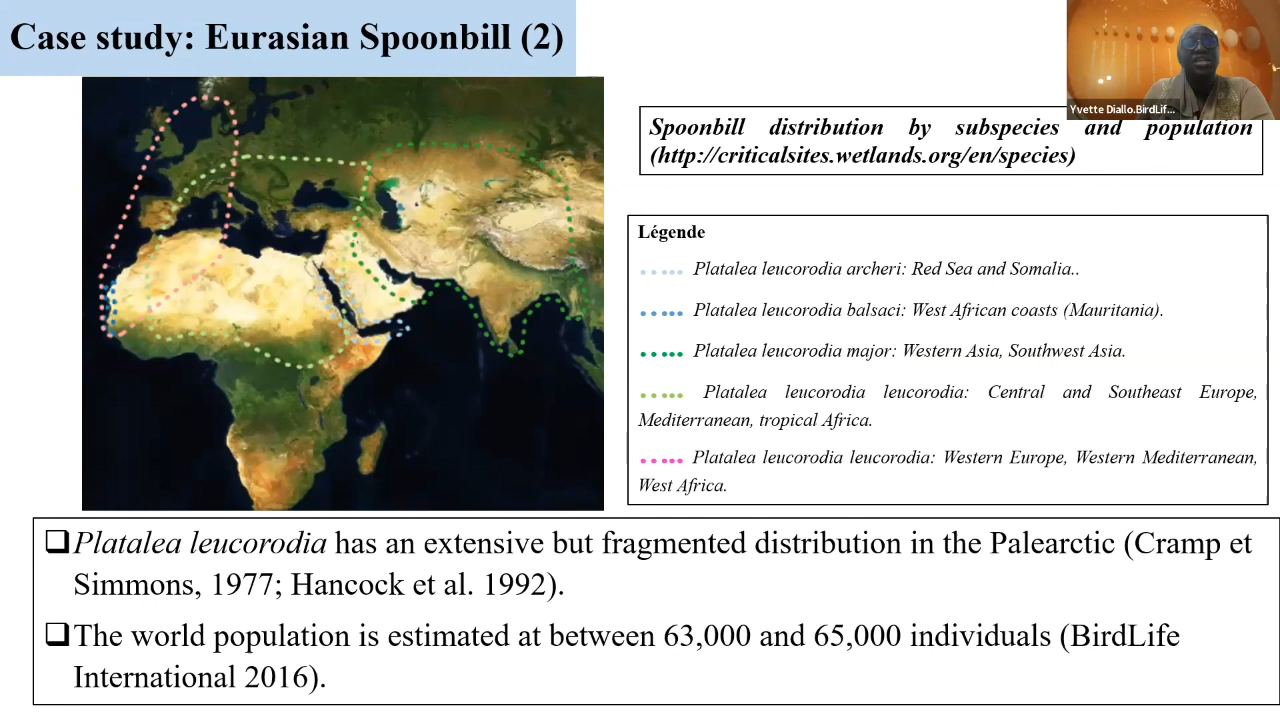 Case study: Eurasian Spoonbill (2)
Yvette Diallo.BirdLif...
Spoonbill distribution by subspecies and population
(http://criticalsites.wetlands.org/en/species)
Légende
Platalea leucorodia archeri: Red Sea and Somalia..
Platalea leucorodia balsaci: West African coasts (Mauritania).
Platalea leucorodia major: Western Asia, Southwest Asia.
Platalea leucorodia leucorodia: Central and Southeast Europe,
Mediterranean, tropical Africa.
Platalea leucorodia leucorodia: Western Europe, Western Mediterranean,
West Africa.
❑Platalea leucorodia has an extensive but fragmented distribution in the Palearctic (Cramp et
Simmons, 1977; Hancock et al. 1992).
❑The world population is estimated at between 63,000 and 65,000 individuals (BirdLife
International 2016).